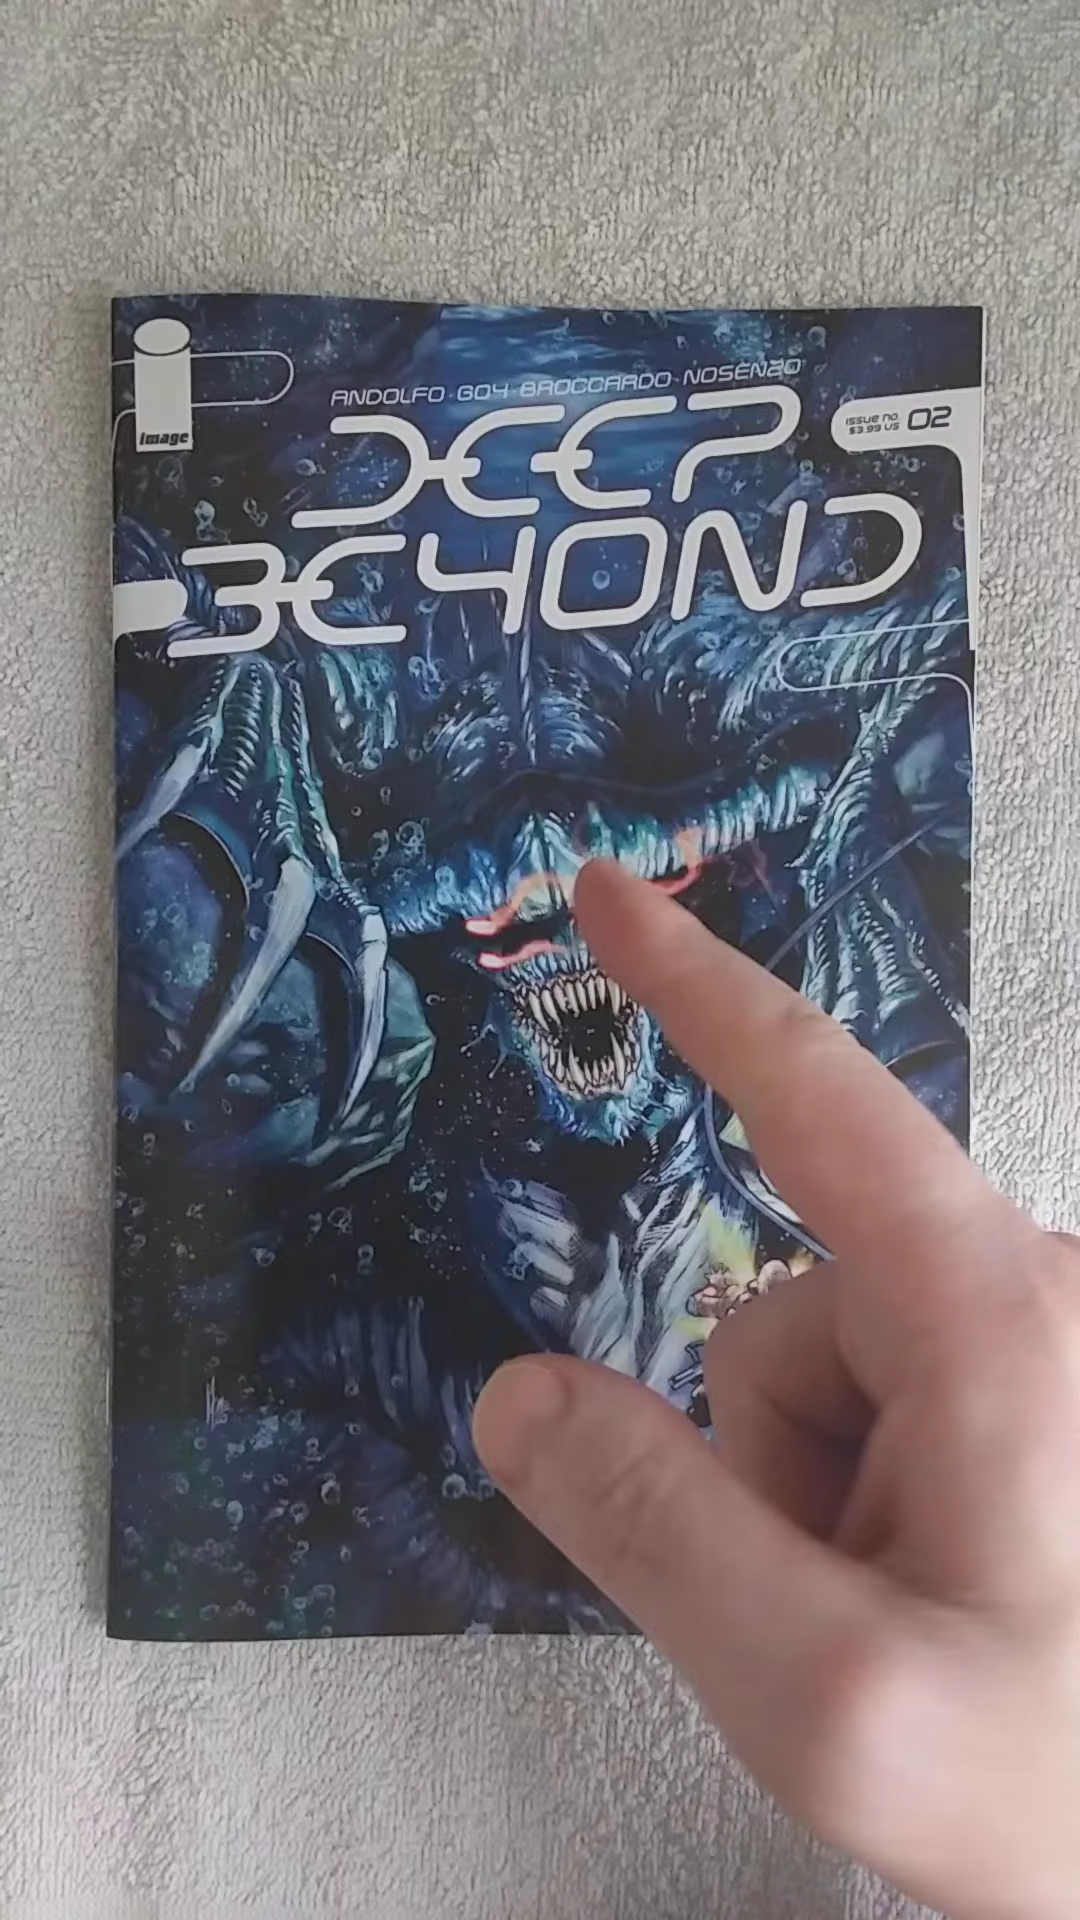 image
ANDOLFO GOY BROCCARDO NOSENZO
DEEP
BEYOND
ISSUE NO.
$3.99 US
02